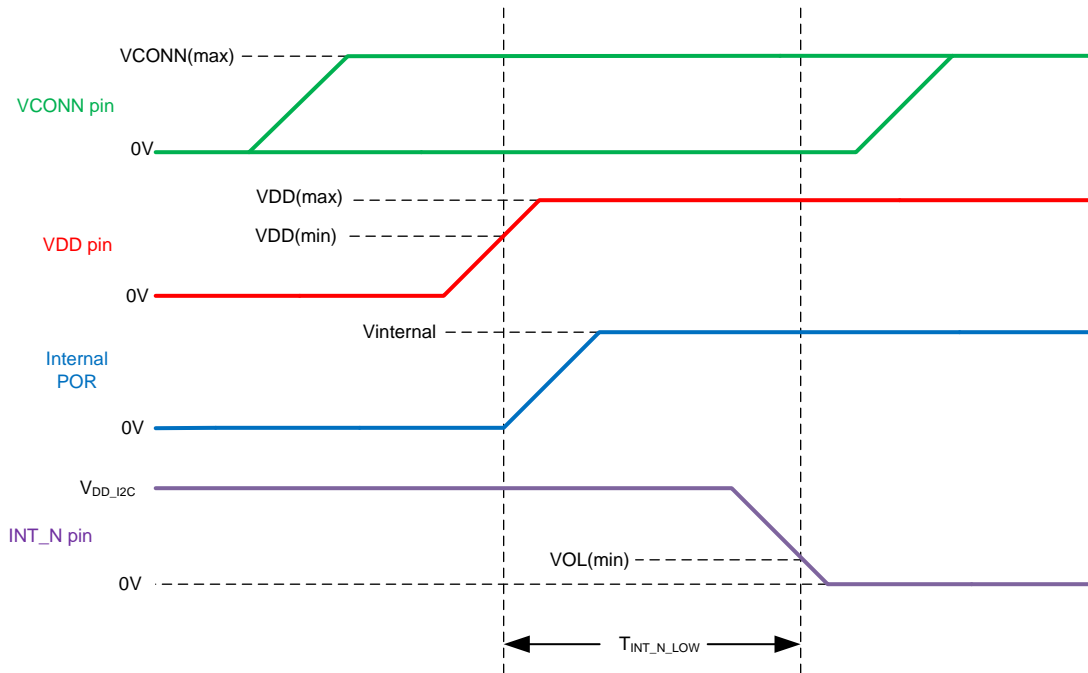 VCONN(max)
VCONN pin
0V
VDD(max)
VDD(min)
VDD pin
0V
Vinternal
Internal
POR
0V
VDD_I2C
INT_N pin
VOL(min)
0V
TINT_N_LOW